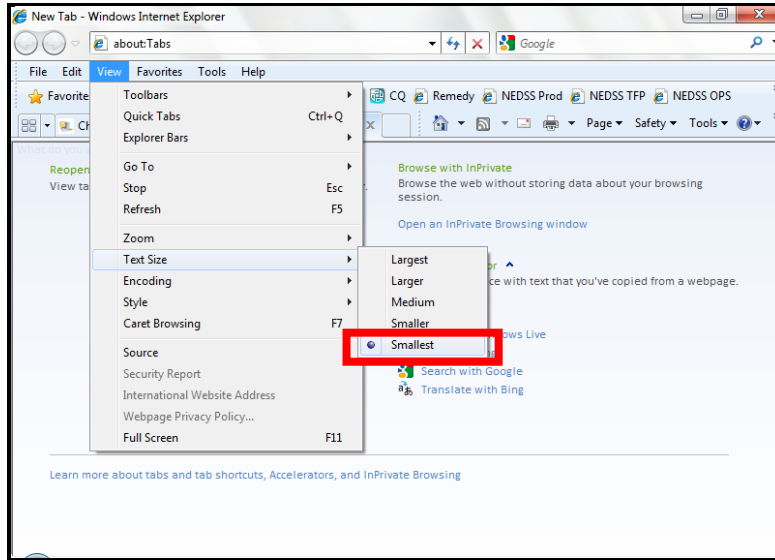 New Tab - Windows Internet Explorer
about:Tabs
Google
File Edit View Favorites Tools Help
Favorite
CQ Remedy NEDSS Prod NEDSS TFP NEDSS OPS
Page Safety Tools
Toolbars
Quick Tabs Ctrl+Q
Explorer Bars
Go To
Stop Esc
Refresh F5
Zoom
Text Size
Encoding
Style
Caret Browsing F7
Source
Security Report
International Website Address
Webpage Privacy Policy...
Full Screen F11
Largest
Larger
Medium
Smaller
Smallest
What do you
Reopen
View ta
Browse with InPrivate
Browse the web without storing data about your browsing
session.
Open an InPrivate Browsing window
ce with text that you've copied from a webpage.
ows Live
Search with Google
Translate with Bing
Learn more about tabs and tab shortcuts, Accelerators, and InPrivate Browsing